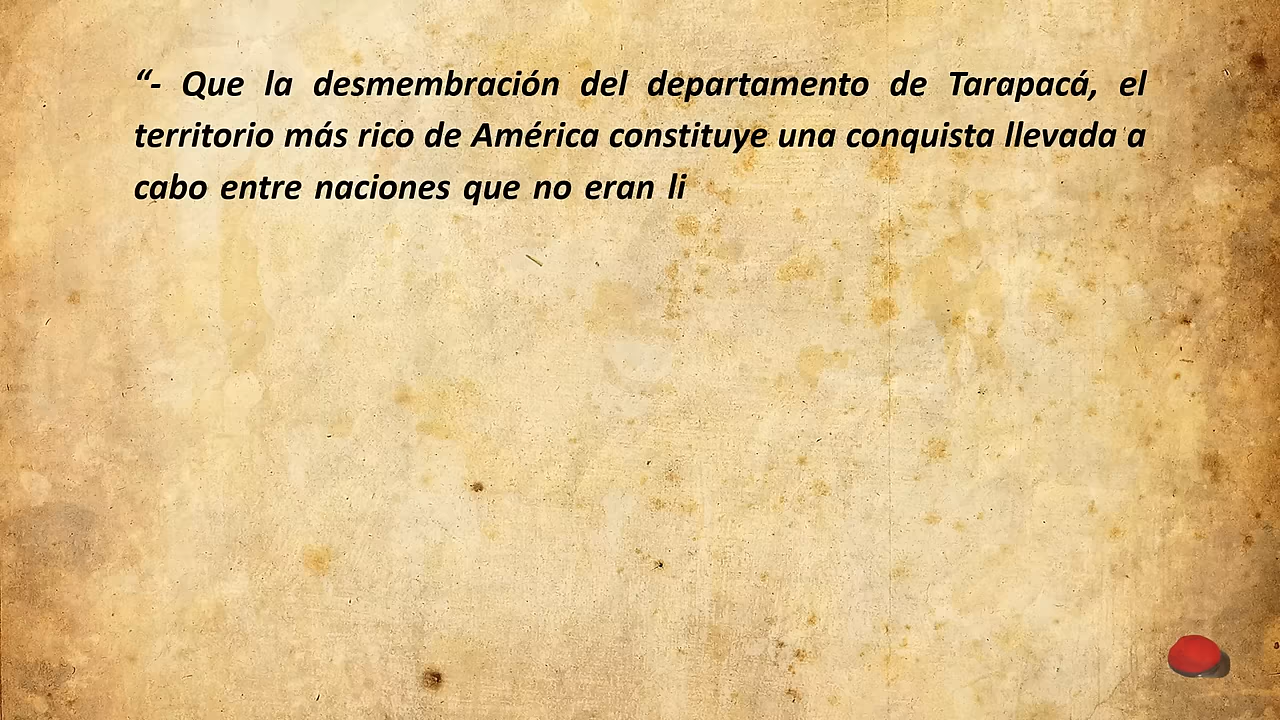 “- Que la desmembración del departamento de Tarapacá, el
territorio más rico de América constituye una conquista llevada a
cabo entre naciones que no eran li